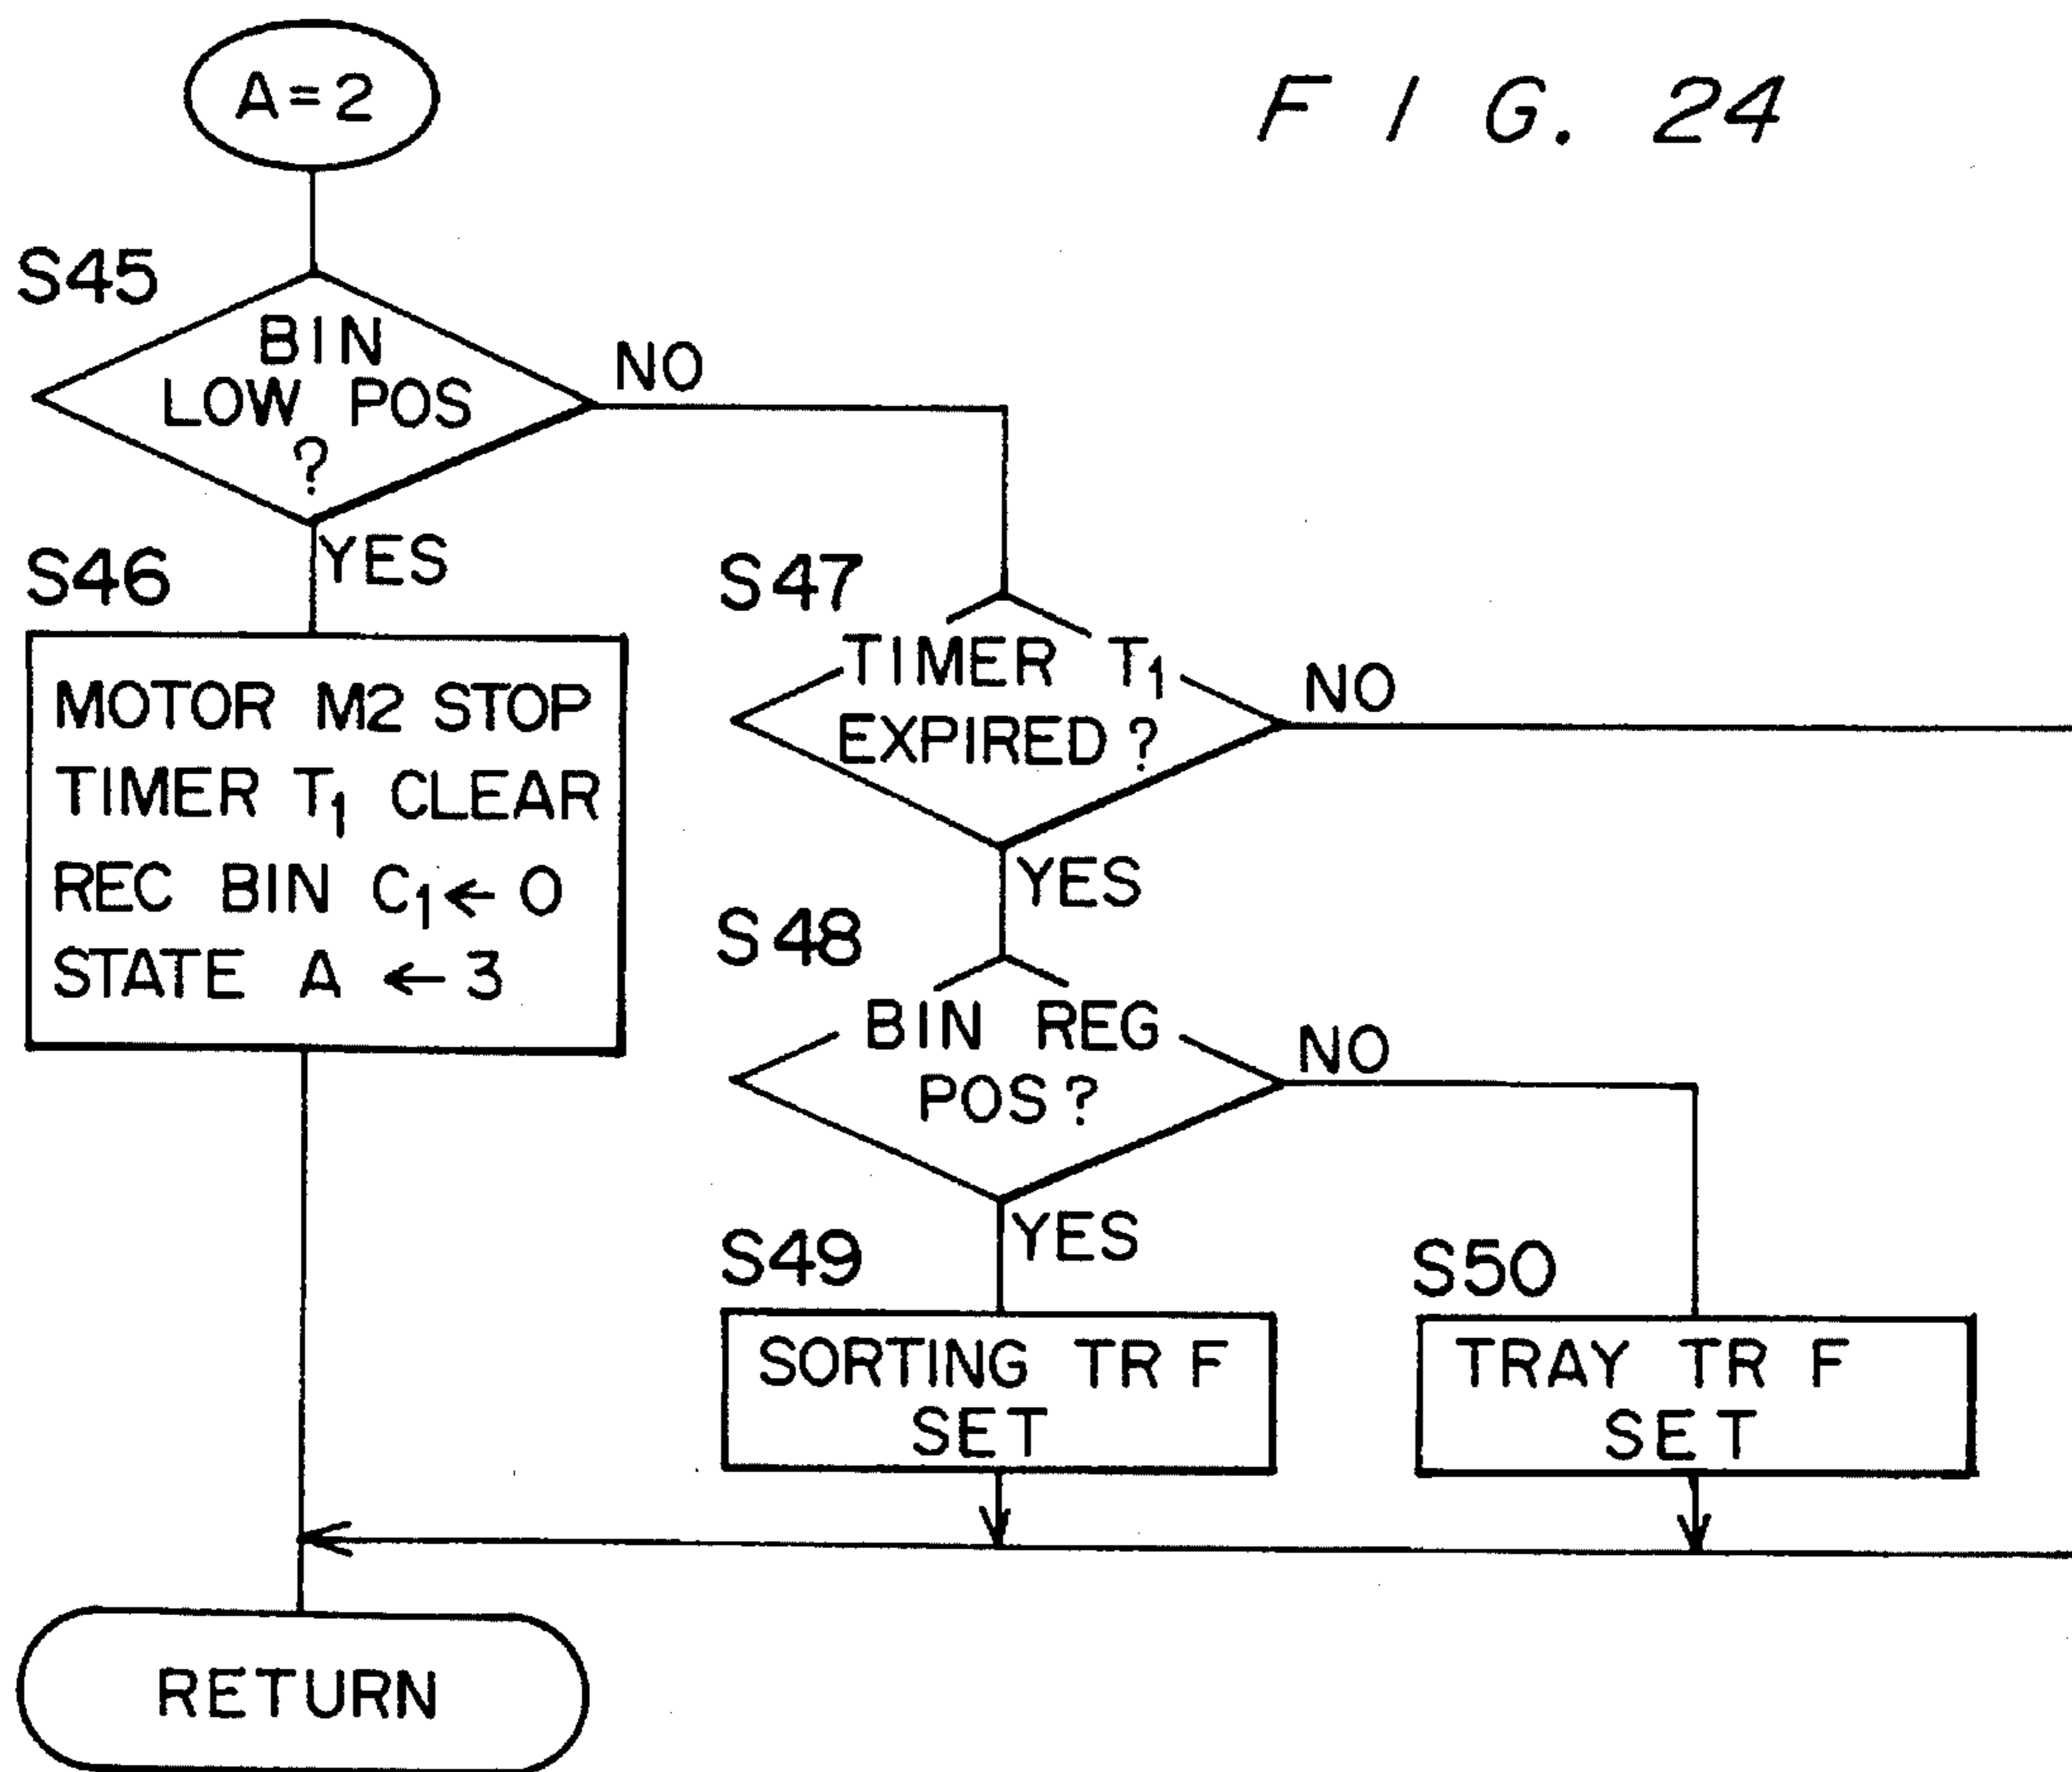 A=2
F I G. 24
S45
BIN
LOW POS
?
NO
YES
S46
MOTOR M2 STOP
TIMER T1 CLEAR
REC BIN C1 ← 0
STATE A ← 3
S47
TIMER T1
EXPIRED ?
NO
YES
S48
BIN REG
POS ?
NO
YES
S49
SORTING TR F
SET
S50
TRAY TR F
SET
RETURN